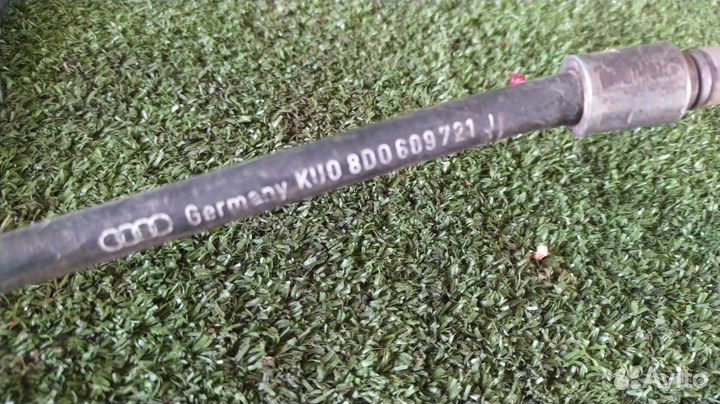 Germany KUO 8D0609721 J
Avito